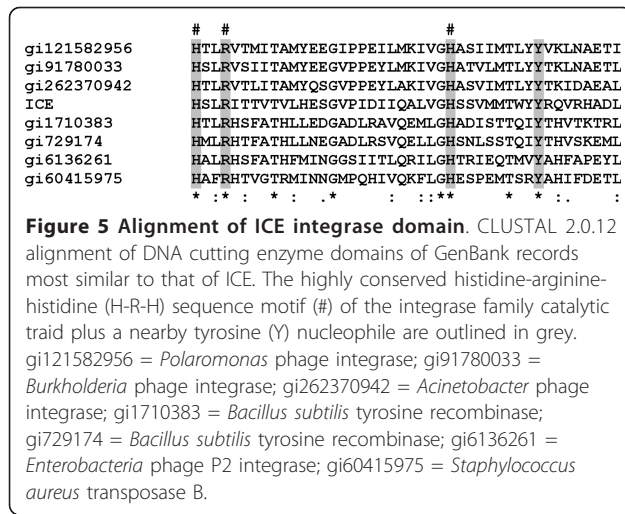 # # #
gi121582956 HTLRVTMITAMYEEGIPPEILMKIVGHASIIMTLYYVKLNAETI
gi91780033 HSLRVSIITAYVMEGGVPPEILMKIVGHATVLMTLYYTKLNAETL
gi262370942 HTLRVTLITAMYQSGVPPEYLAKIVGHASVIMTLYYTKIDAEAL
ICE HSLRITTVTVLHESGVPIDIIQALVGHSSVMMTWYYRQVRHADL
gi1710383 HTLRHSFATHLLEDGADLRAVQEMLGHADISTTQIYTHVTKTRL
gi729174 HMLRHTFATHLLNEGADLRSVQELLGHSNLSSTQIYTHVSKEML
gi6136261 HALRHSFATHFMINGGSIITLQRILGHTRIEQTMVYAHFAPEYL
gi60415975 HAFRHTVGTRMINNGMPQHIVQKFLGHESPEMTSRYAHIFDETL
* :* : * .* : ::** * * :. :
Figure 5 Alignment of ICE integrase domain. CLUSTAL 2.0.12
alignment of DNA cutting enzyme domains of GenBank records
most similar to that of ICE. The highly conserved histidine-arginine-
histidine (H-R-H) sequence motif (#) of the integrase family catalytic
traid plus a nearby tyrosine (Y) nucleophile are outlined in grey.
gi121582956 = Polaromonas phage integrase; gi91780033 =
Burkholderia phage integrase; gi262370942 = Acinetobacter phage
integrase; gi1710383 = Bacillus subtilis tyrosine recombinase;
gi729174 = Bacillus subtilis tyrosine recombinase; gi6136261 =
Enterobacteria phage P2 integrase; gi60415975 = Staphylococcus
aureus transposase B.